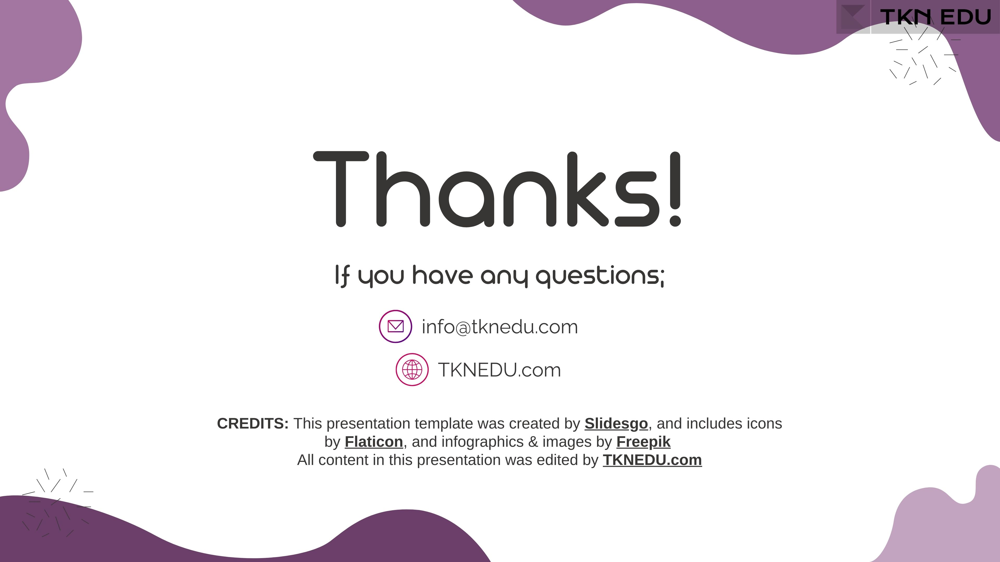 TKN EDU
Thanks!
If you have any questions;
info@tknedu.com
TKNEDU.com
CREDITS: This presentation template was created by Slidesgo, and includes icons
by Flaticon, and infographics & images by Freepik
All content in this presentation was edited by TKNEDU.com